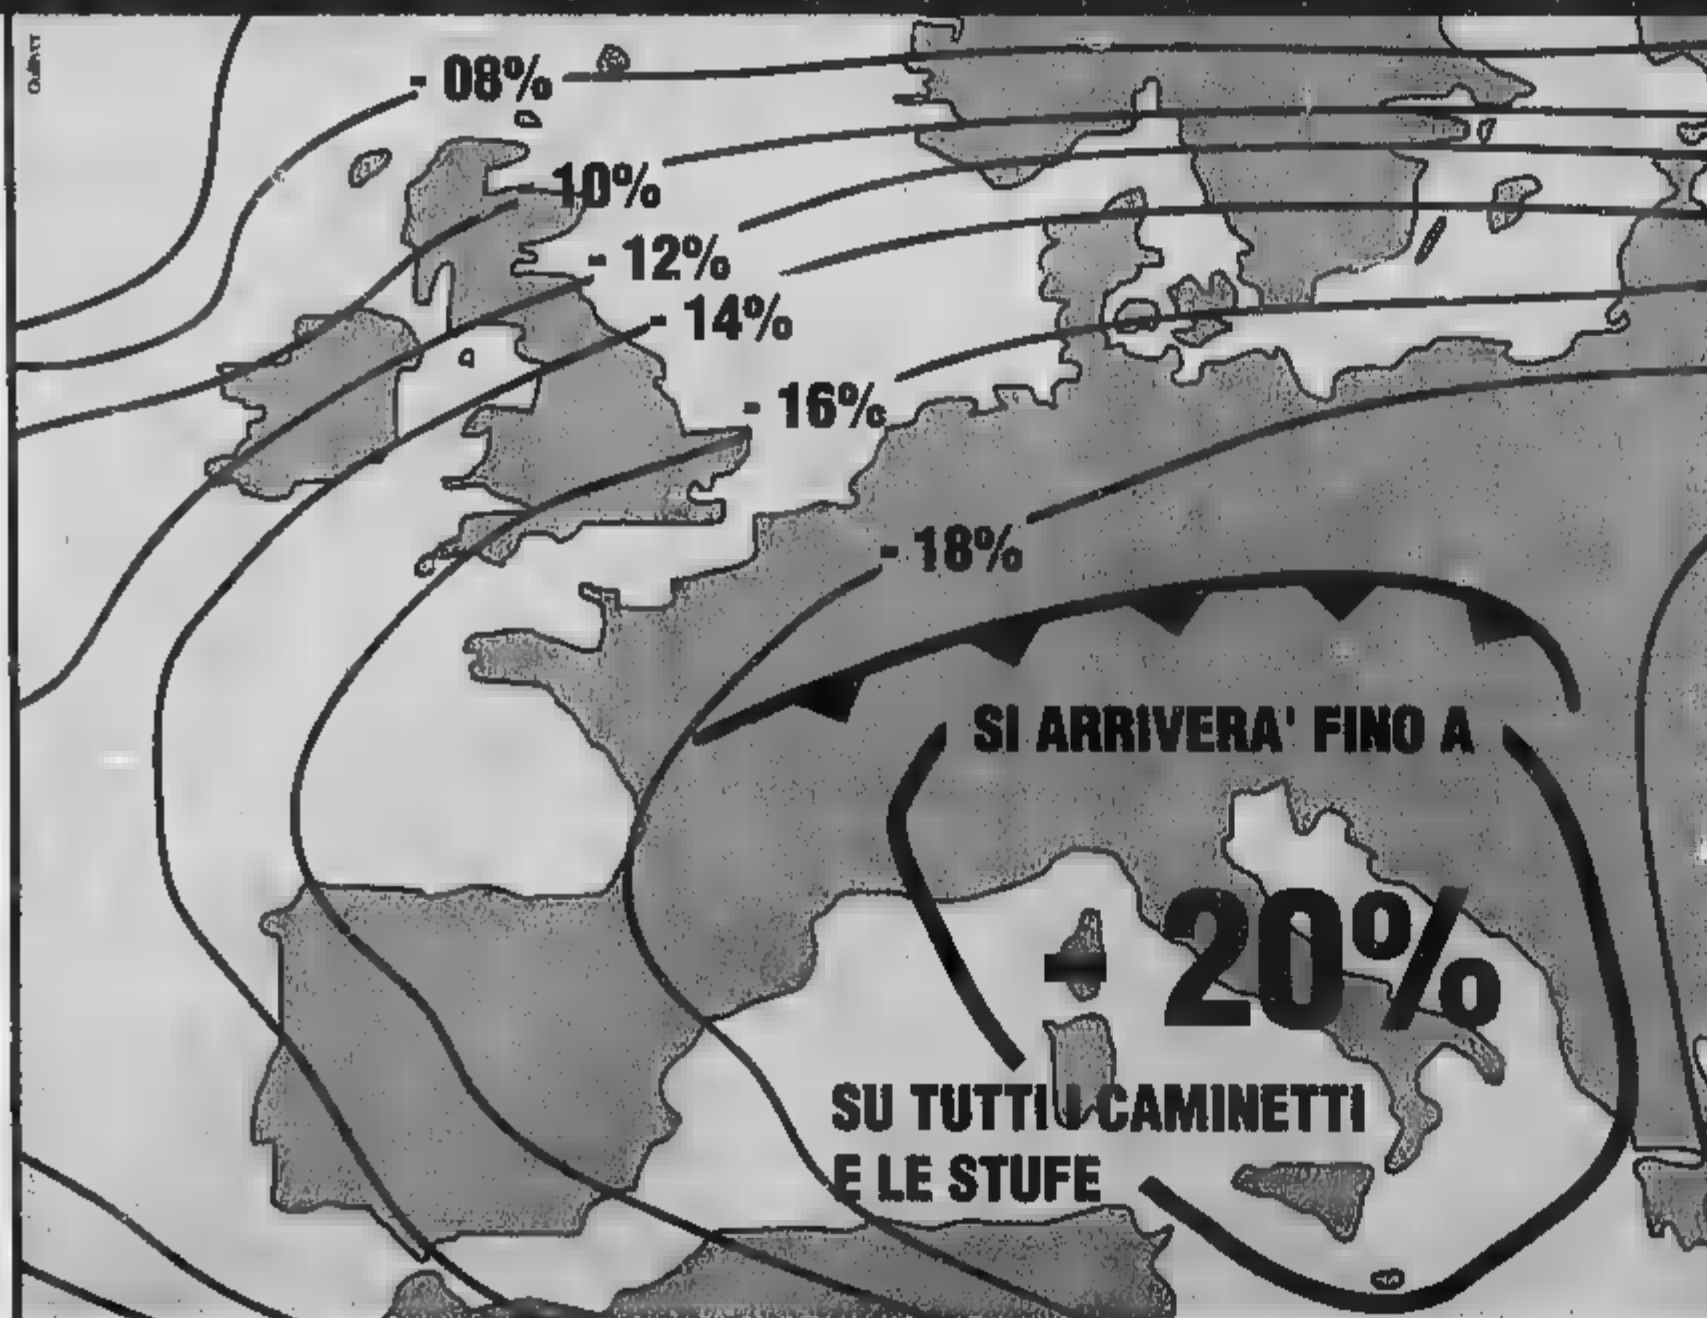 - 08%
- 10%
- 12%
- 14%
- 16%
- 18%
SI ARRIVERA' FINO A
- 20%
SU TUTTI I CAMINETTI
E LE STUFE